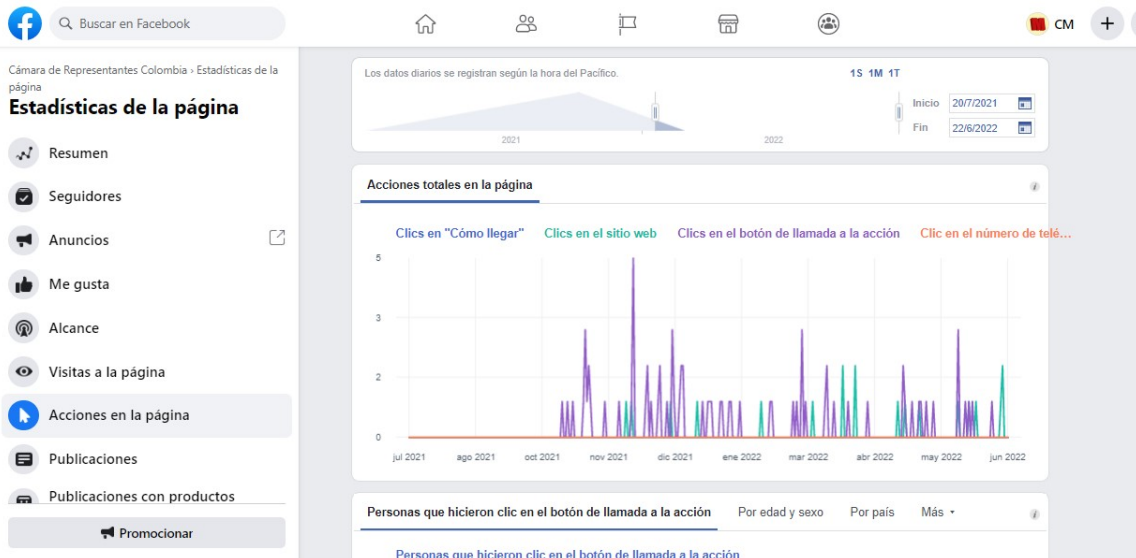 Buscar en Facebook
CM
Cámara de Representantes Colombia › Estadísticas de la
página
Estadísticas de la página
Resumen
Seguidores
Anuncios
Me gusta
Alcance
Visitas a la página
Acciones en la página
Publicaciones
Publicaciones con productos
Promocionar
Los datos diarios se registran según la hora del Pacífico.
1S 1M 1T
Inicio 20/7/2021
Fin 22/6/2022
2021 2022
Acciones totales en la página
Clics en "Cómo llegar" Clics en el sitio web Clics en el botón de llamada a la acción Clic en el número de telé...
5
3
2
0
jul 2021 ago 2021 oct 2021 nov 2021 dic 2021 ene 2022 mar 2022 abr 2022 may 2022 jun 2022
Personas que hicieron clic en el botón de llamada a la acción Por edad y sexo Por país Más
Personas que hicieron clic en el botón de llamada a la acción